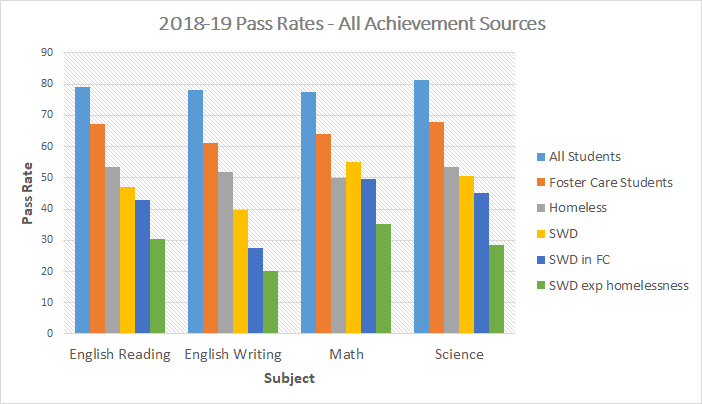 2018-19 Pass Rates - All Achievement Sources
90
80
70
60
50
40
30
20
10
0
Pass Rate
English Reading
English Writing
Math
Science
Subject
All Students
Foster Care Students
Homeless
SWD
SWD in FC
SWD exp homelessness